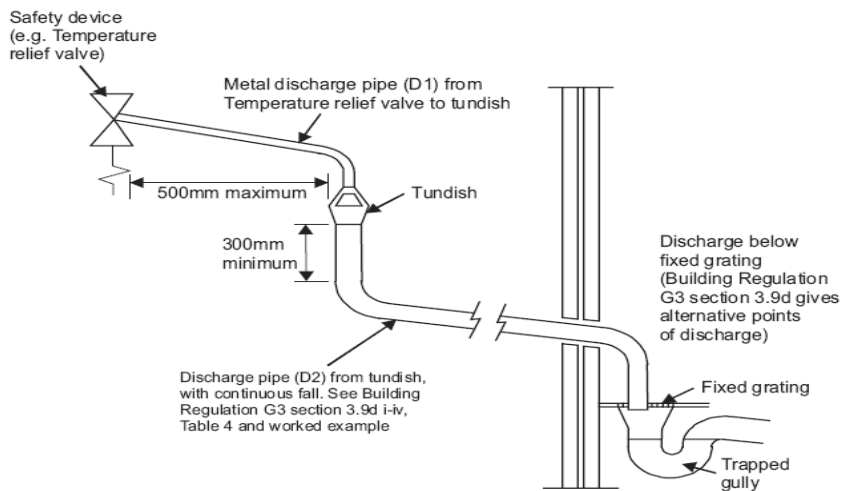 Safety device
(e.g. Temperature
relief valve)
Metal discharge pipe (D1) from
Temperature relief valve to tundish
500mm maximum
Tundish
300mm
minimum
Discharge below
fixed grating
(Building Regulation
G3 section 3.9d gives
alternative points
of discharge)
Discharge pipe (D2) from tundish,
with continuous fall. See Building
Regulation G3 section 3.9d i-iv,
Table 4 and worked example
Fixed grating
Trapped
gully